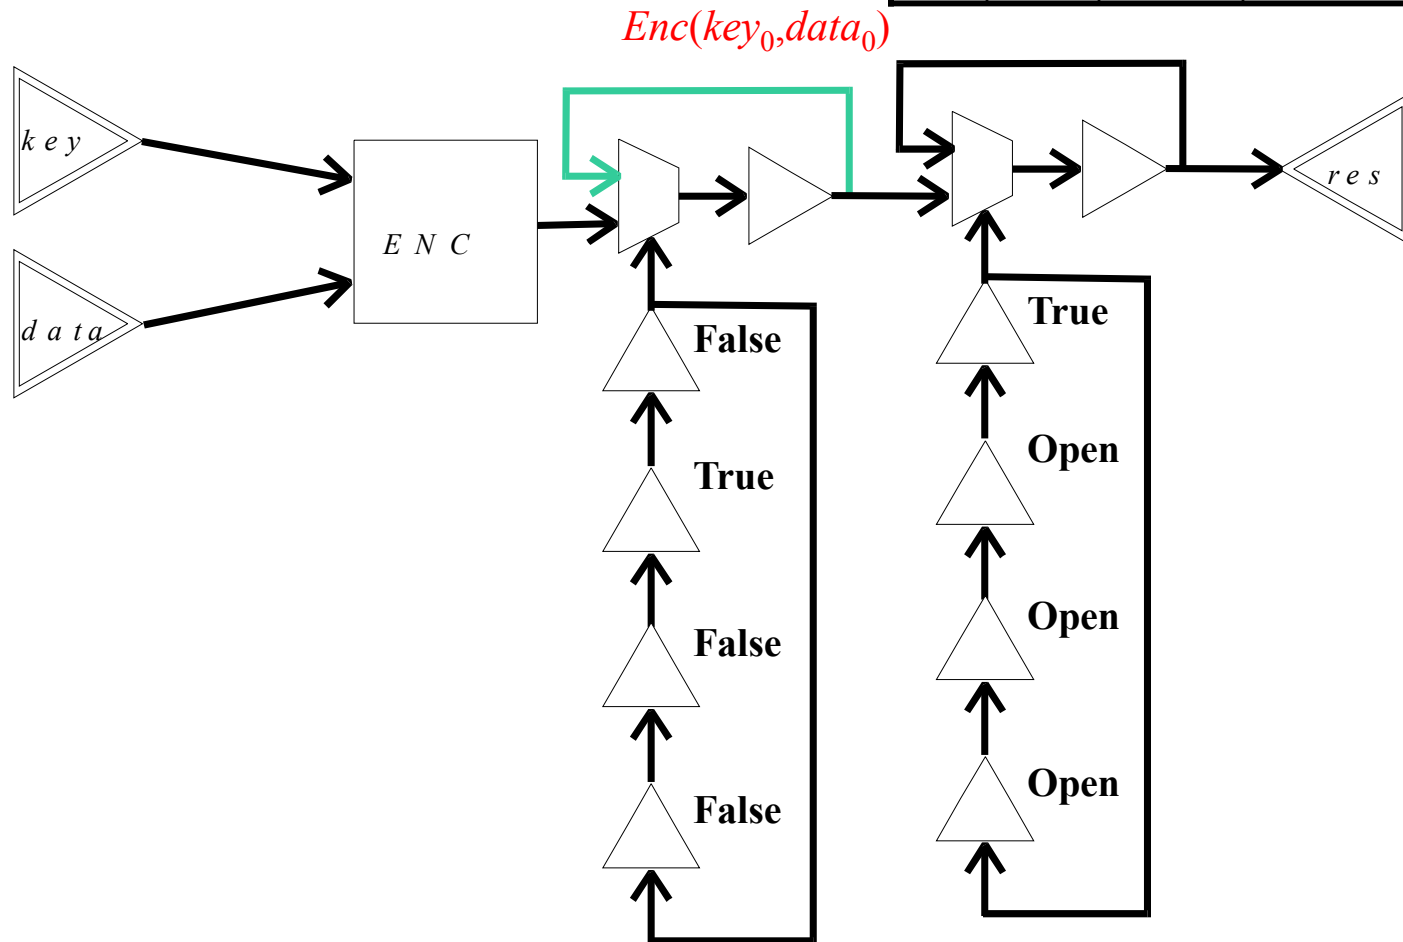 Enc(key₀,data₀)
key
res
ENC
data
False
True
True
Open
False
Open
False
Open